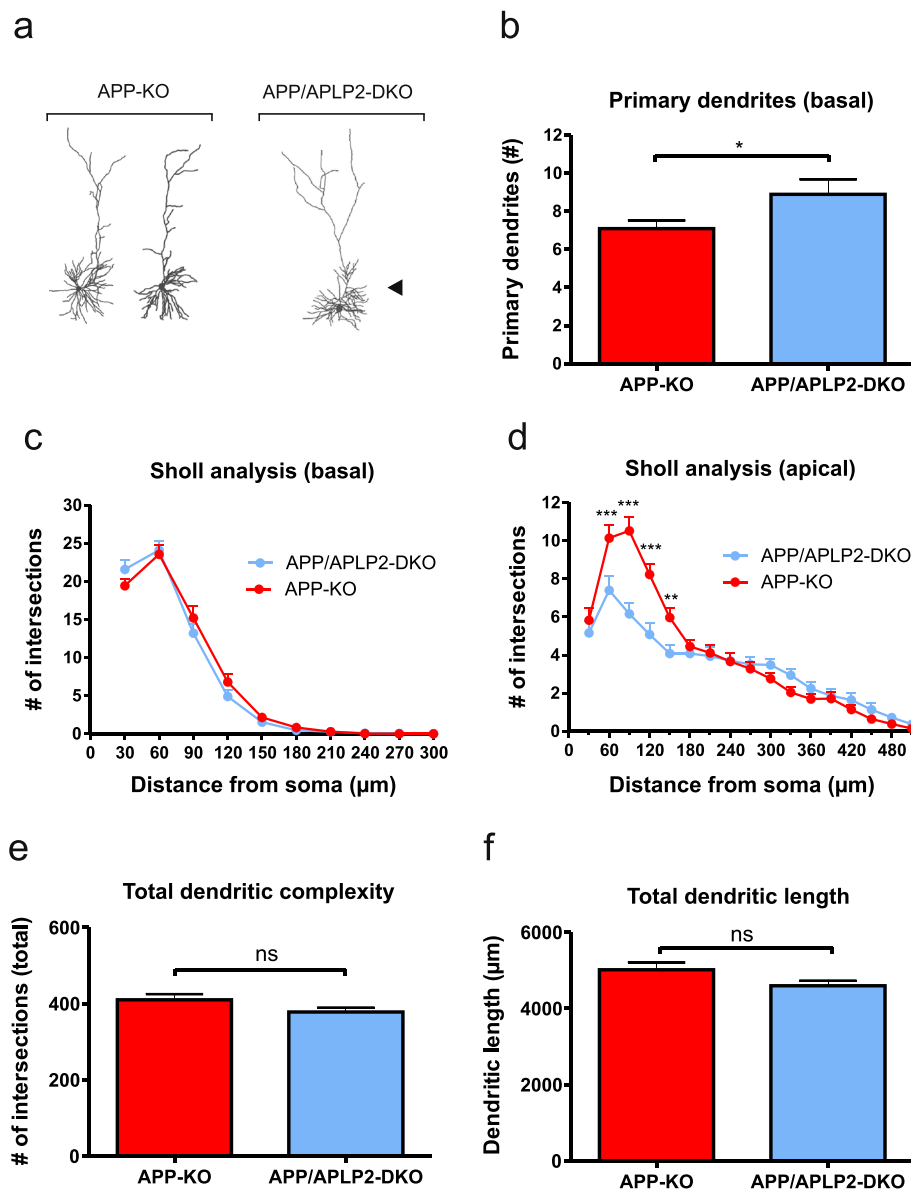 a
APP-KO
APP/APLP2-DKO
b
Primary dendrites (basal)
Primary dendrites (#)
12
10
8
6
4
2
0
*
APP-KO
APP/APLP2-DKO
c
Sholl analysis (basal)
# of intersections
30
25
20
15
10
5
0
APP/APLP2-DKO
APP-KO
0 30 60 90 120 150 180 210 240 270 300
Distance from soma (µm)
d
Sholl analysis (apical)
# of intersections
12
10
8
6
4
2
0
***
***
***
**
APP/APLP2-DKO
APP-KO
0 60 120 180 240 300 360 420 480
Distance from soma (µm)
e
Total dendritic complexity
# of intersections (total)
600
400
200
0
ns
APP-KO
APP/APLP2-DKO
f
Total dendritic length
Dendritic length (µm)
6000
4000
2000
0
ns
APP-KO
APP/APLP2-DKO